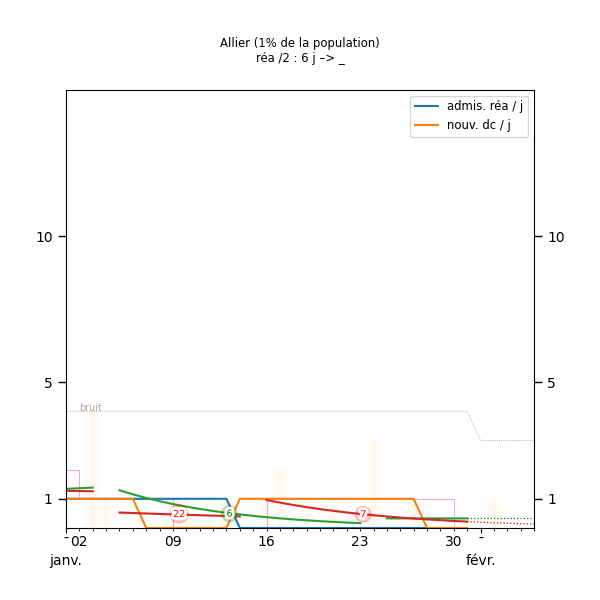 Allier (1% de la population)
réa /2 : 6 j –> _
admis. réa / j
nouv. dc / j
10 10
5 5
bruit
1 1
22 6 7
- 02 09 16 23 30 -
janv. févr.